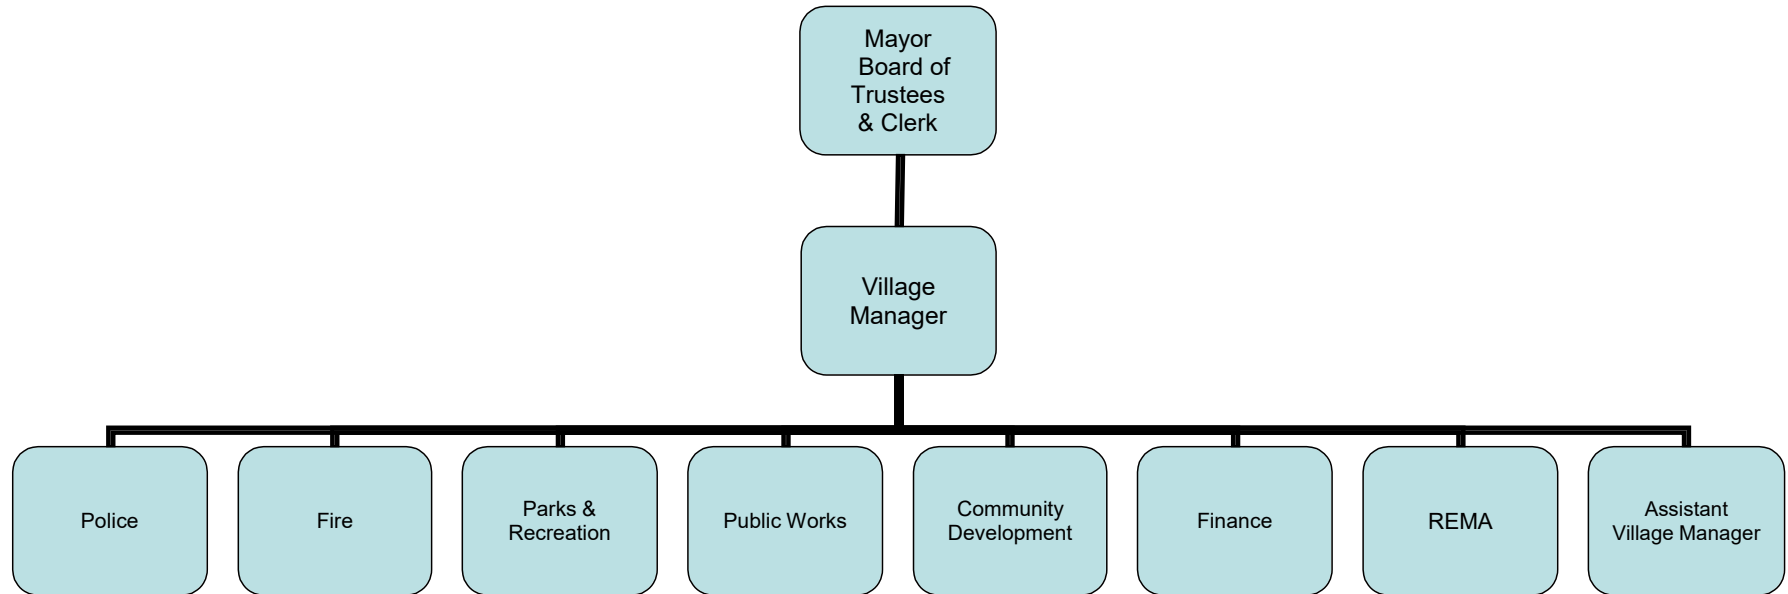 Mayor
Board of
Trustees
& Clerk
Village
Manager
Police
Fire
Parks &
Recreation
Public Works
Community
Development
Finance
REMA
Assistant
Village Manager